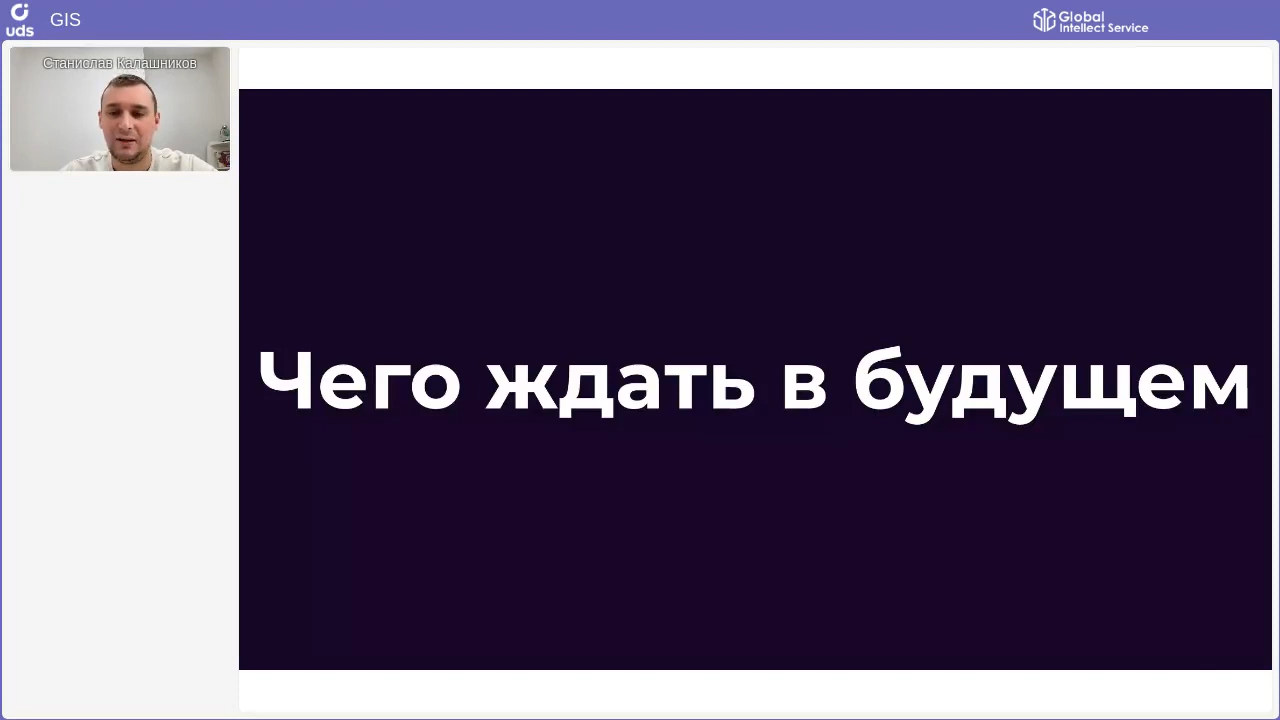 uds
GIS
Global
Intellect Service
Станислав Калашников
Чего ждать в будущем